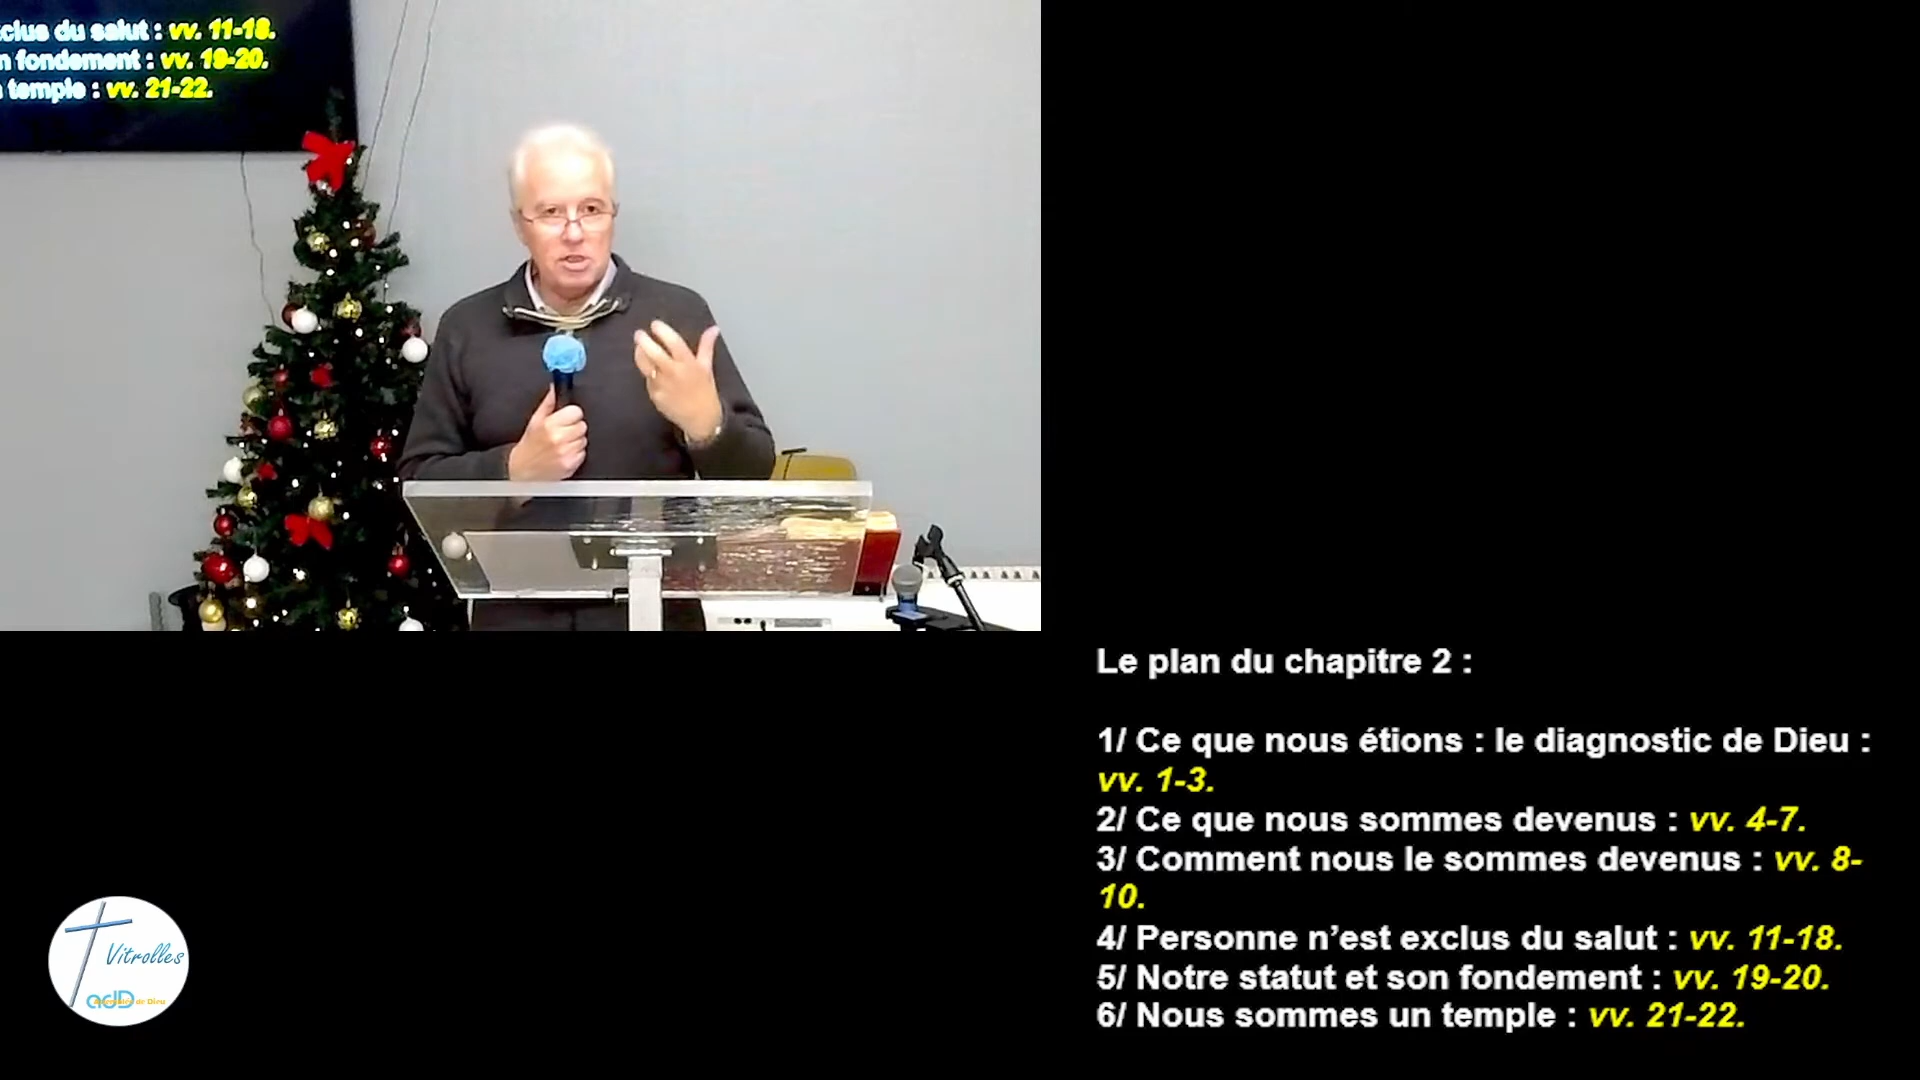 clus du salut : vv. 11-18.
n fondement : vv. 19-20.
temple : vv. 21-22.
Le plan du chapitre 2 :
1/ Ce que nous étions : le diagnostic de Dieu :
vv. 1-3.
2/ Ce que nous sommes devenus : vv. 4-7.
3/ Comment nous le sommes devenus : vv. 8-
10.
4/ Personne n’est exclus du salut : vv. 11-18.
5/ Notre statut et son fondement : vv. 19-20.
6/ Nous sommes un temple : vv. 21-22.
Vitrolles
adD
de Dieu